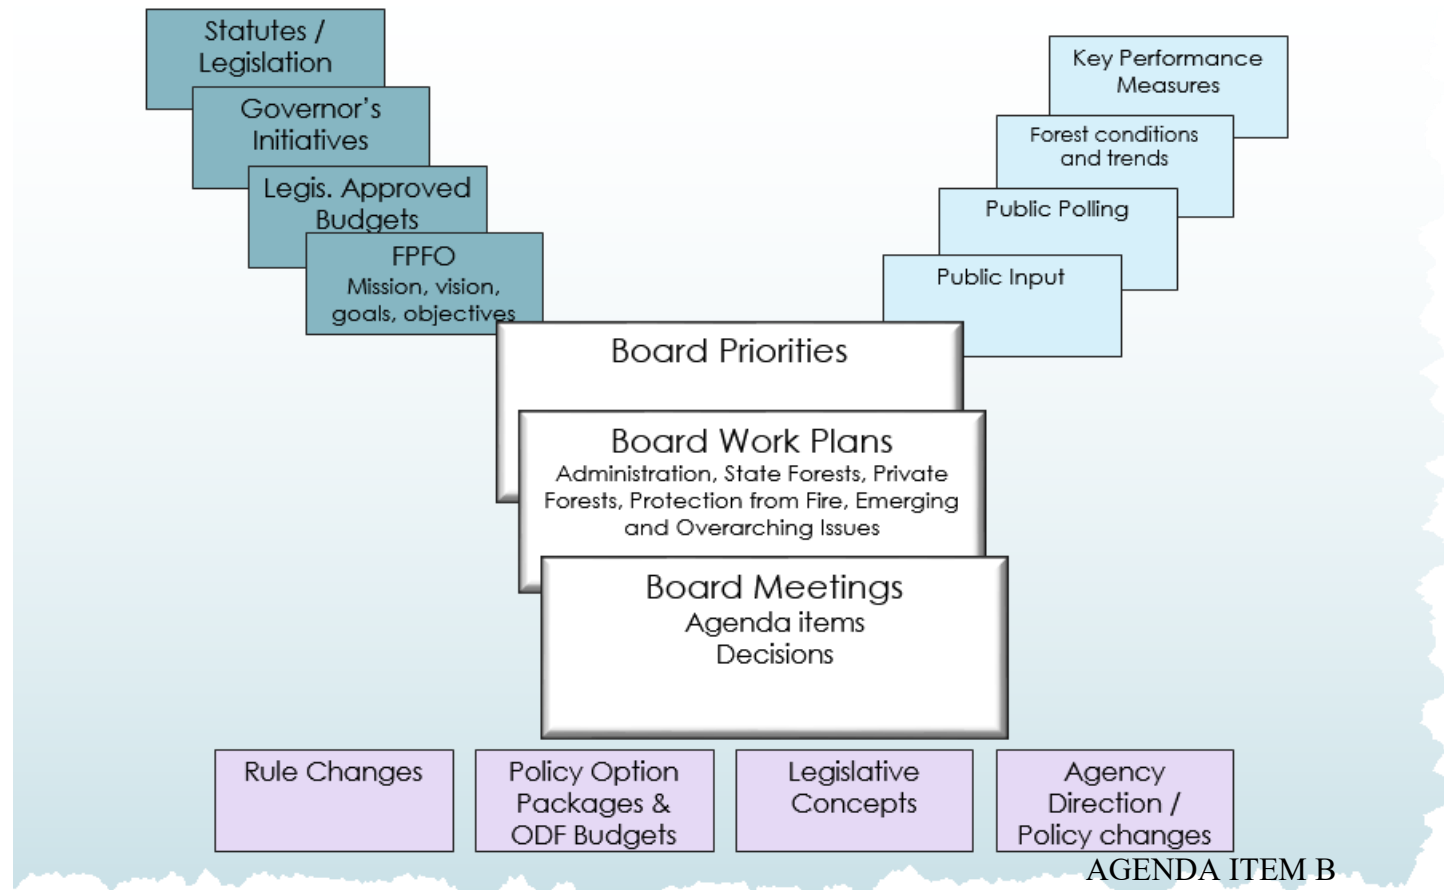 Statutes /
Legislation
Governor's
Initiatives
Legis. Approved
Budgets
FPFO
Mission, vision,
goals, objectives
Key Performance
Measures
Forest conditions
and trends
Public Polling
Public Input
Board Priorities
Board Work Plans
Administration, State Forests, Private
Forests, Protection from Fire, Emerging
and Overarching Issues
Board Meetings
Agenda items
Decisions
Rule Changes
Policy Option
Packages &
ODF Budgets
Legislative
Concepts
Agency
Direction /
Policy changes
AGENDA ITEM B